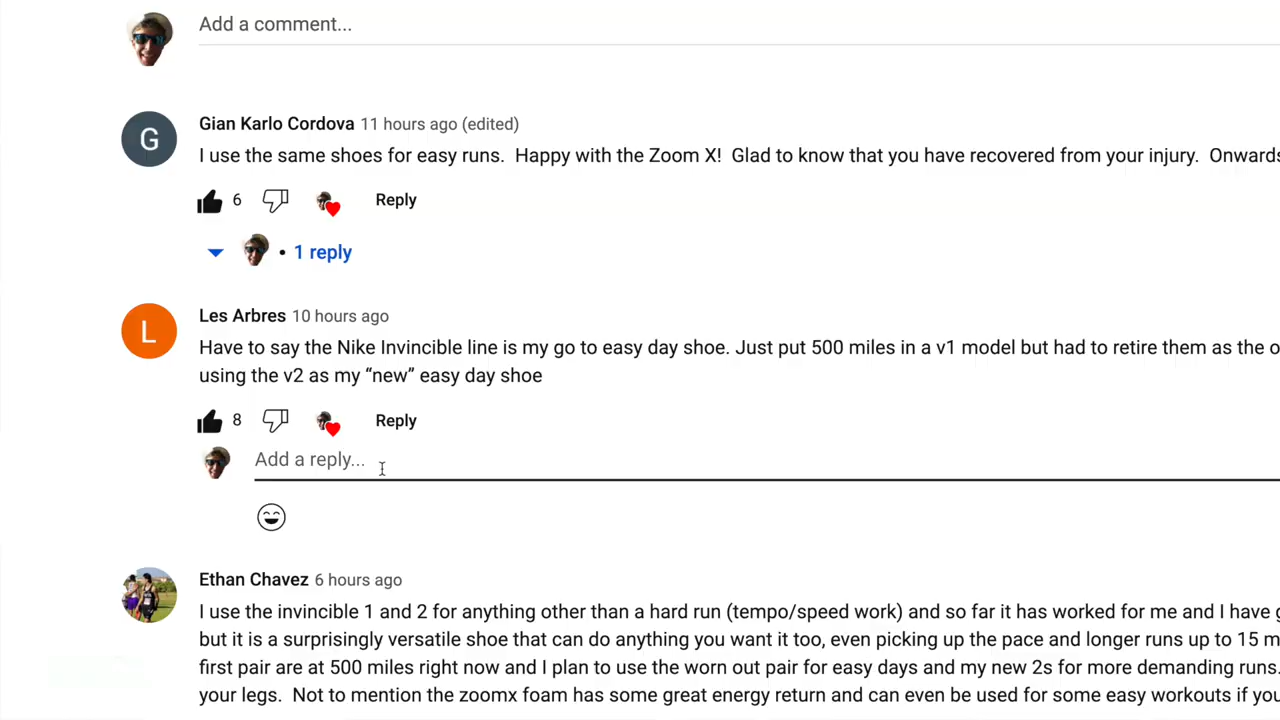 Add a comment...
G
Gian Karlo Cordova 11 hours ago (edited)
I use the same shoes for easy runs. Happy with the Zoom X! Glad to know that you have recovered from your injury. Onwards
6 Reply
• 1 reply
L
Les Arbres 10 hours ago
Have to say the Nike Invincible line is my go to easy day shoe. Just put 500 miles in a v1 model but had to retire them as the o
using the v2 as my “new” easy day shoe
8 Reply
Add a reply...
Ethan Chavez 6 hours ago
I use the invincible 1 and 2 for anything other than a hard run (tempo/speed work) and so far it has worked for me and I have g
but it is a surprisingly versatile shoe that can do anything you want it too, even picking up the pace and longer runs up to 15 m
first pair are at 500 miles right now and I plan to use the worn out pair for easy days and my new 2s for more demanding runs.
your legs. Not to mention the zoomx foam has some great energy return and can even be used for some easy workouts if you